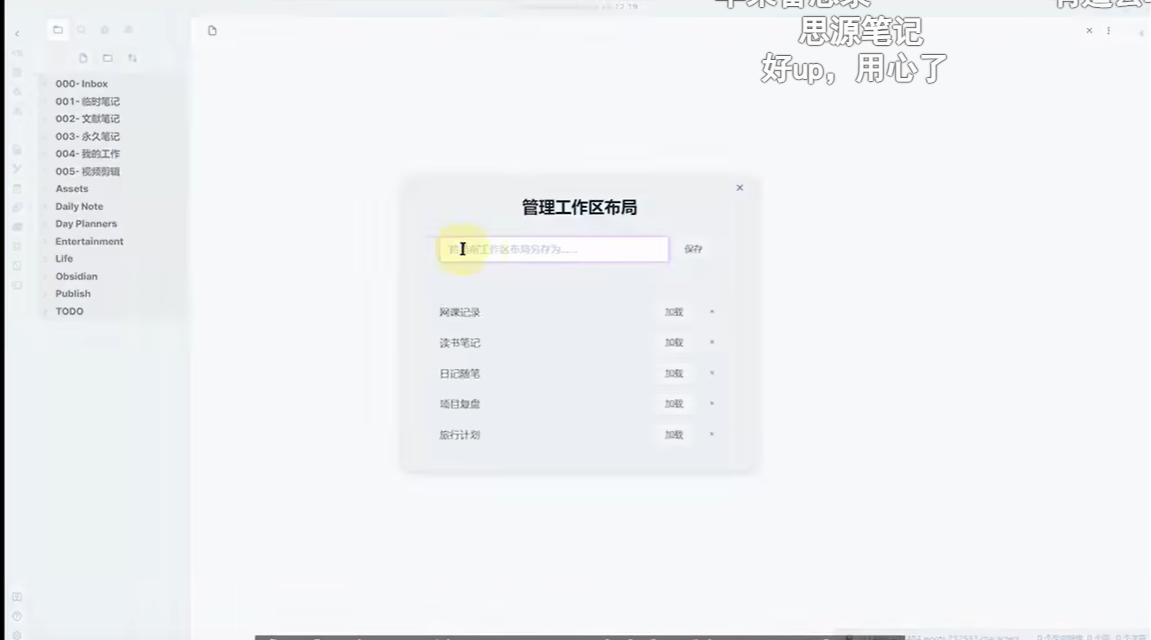 思源笔记
好up，用心了
000- Inbox
001- 临时笔记
002- 文献笔记
003- 永久笔记
004- 我的工作
005- 视频剪辑
Assets
Daily Note
Day Planners
Entertainment
Life
Obsidian
Publish
TODO
管理工作区布局
工作区布局另存为......
保存
网课记录 加载
读书笔记 加载
日记随笔 加载
项目复盘 加载
旅行计划 加载